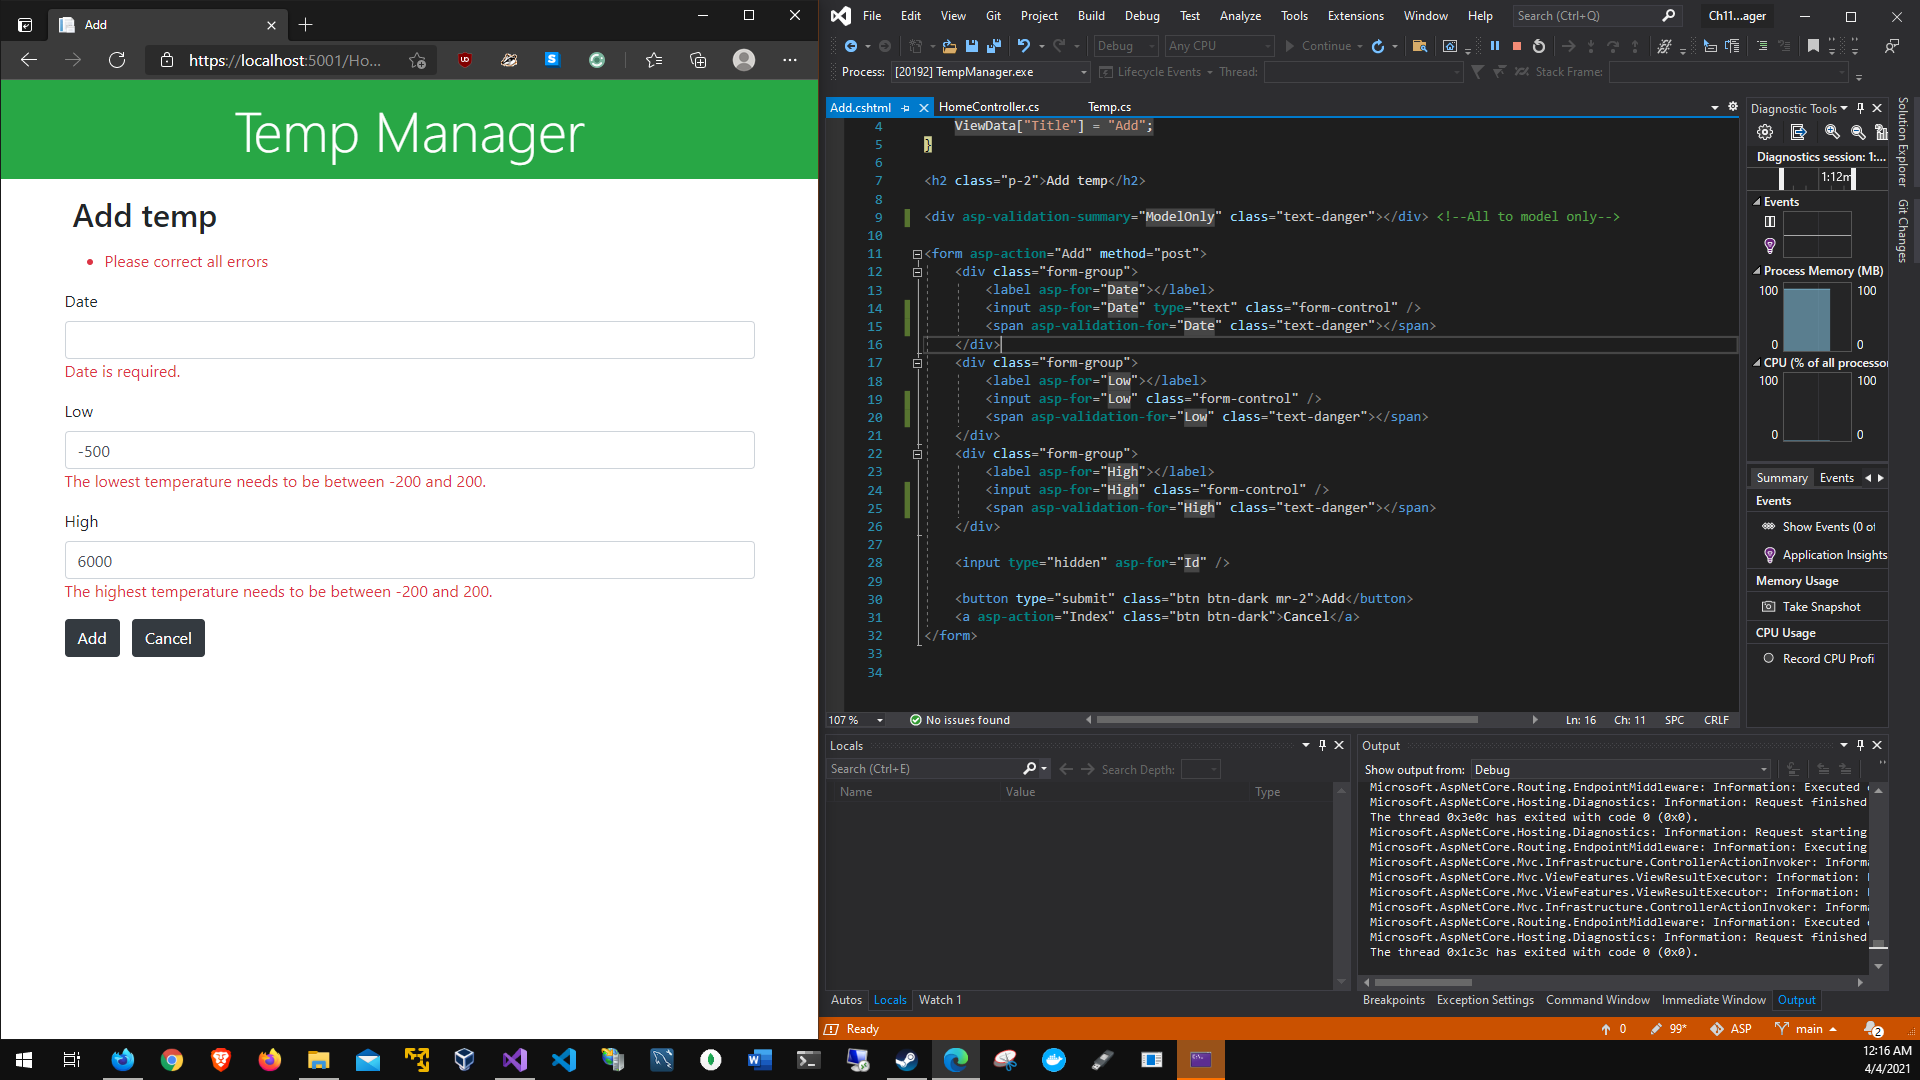 Add
https://localhost:5001/Ho...
Temp Manager
Add temp
Please correct all errors
Date
Date is required.
Low
-500
The lowest temperature needs to be between -200 and 200.
High
6000
The highest temperature needs to be between -200 and 200.
Add
Cancel
File Edit View Git Project Build Debug Test Analyze Tools Extensions Window Help Search (Ctrl+Q) Ch11...ager
Debug Any CPU Continue
Process: [20192] TempManager.exe Lifecycle Events Thread: Stack Frame:
Add.cshtml HomeController.cs Temp.cs
4 ViewData["Title"] = "Add";
5 }
6
7 <h2 class="p-2">Add temp</h2>
8
9 <div asp-validation-summary="ModelOnly" class="text-danger"></div> <!--All to model only-->
10
11 <form asp-action="Add" method="post">
12 <div class="form-group">
13 <label asp-for="Date"></label>
14 <input asp-for="Date" type="text" class="form-control" />
15 <span asp-validation-for="Date" class="text-danger"></span>
16 </div>
17 <div class="form-group">
18 <label asp-for="Low"></label>
19 <input asp-for="Low" class="form-control" />
20 <span asp-validation-for="Low" class="text-danger"></span>
21 </div>
22 <div class="form-group">
23 <label asp-for="High"></label>
24 <input asp-for="High" class="form-control" />
25 <span asp-validation-for="High" class="text-danger"></span>
26 </div>
27
28 <input type="hidden" asp-for="Id" />
29
30 <button type="submit" class="btn btn-dark mr-2">Add</button>
31 <a asp-action="Index" class="btn btn-dark">Cancel</a>
32 </form>
33
34
107 % No issues found Ln: 16 Ch: 11 SPC CRLF
Diagnostic Tools
Diagnostics session: 1:...
1:12m
Events
Process Memory (MB)
100 100
0 0
CPU (% of all processor
100 100
0 0
Summary Events
Events
Show Events (0 of
Application Insights
Memory Usage
Take Snapshot
CPU Usage
Record CPU Profi
Solution Explorer
Git Changes
Locals
Search (Ctrl+E) Search Depth:
Name Value Type
Autos Locals Watch 1
Output
Show output from: Debug
Microsoft.AspNetCore.Routing.EndpointMiddleware: Information: Executed
Microsoft.AspNetCore.Hosting.Diagnostics: Information: Request finished
The thread 0x3e0c has exited with code 0 (0x0).
Microsoft.AspNetCore.Hosting.Diagnostics: Information: Request starting
Microsoft.AspNetCore.Routing.EndpointMiddleware: Information: Executing
Microsoft.AspNetCore.Mvc.Infrastructure.ControllerActionInvoker: Inform
Microsoft.AspNetCore.Mvc.ViewFeatures.ViewResultExecutor: Information:
Microsoft.AspNetCore.Mvc.ViewFeatures.ViewResultExecutor: Information:
Microsoft.AspNetCore.Mvc.Infrastructure.ControllerActionInvoker: Inform
Microsoft.AspNetCore.Routing.EndpointMiddleware: Information: Executed
Microsoft.AspNetCore.Hosting.Diagnostics: Information: Request finished
The thread 0x1c3c has exited with code 0 (0x0).
Breakpoints Exception Settings Command Window Immediate Window Output
Ready 0 99* ASP main 2
12:16 AM
4/4/2021